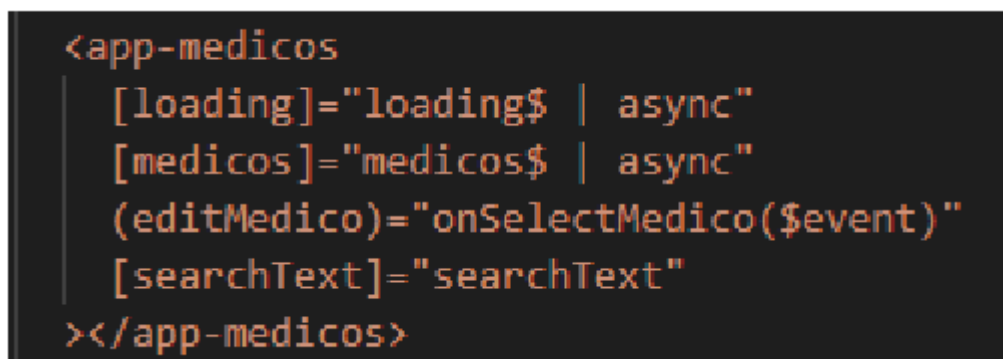 <app-medicos
[loading]="loading$ | async"
[medicos]="medicos$ | async"
(editMedico)="onSelectMedico($event)"
[searchText]="searchText"
></app-medicos>